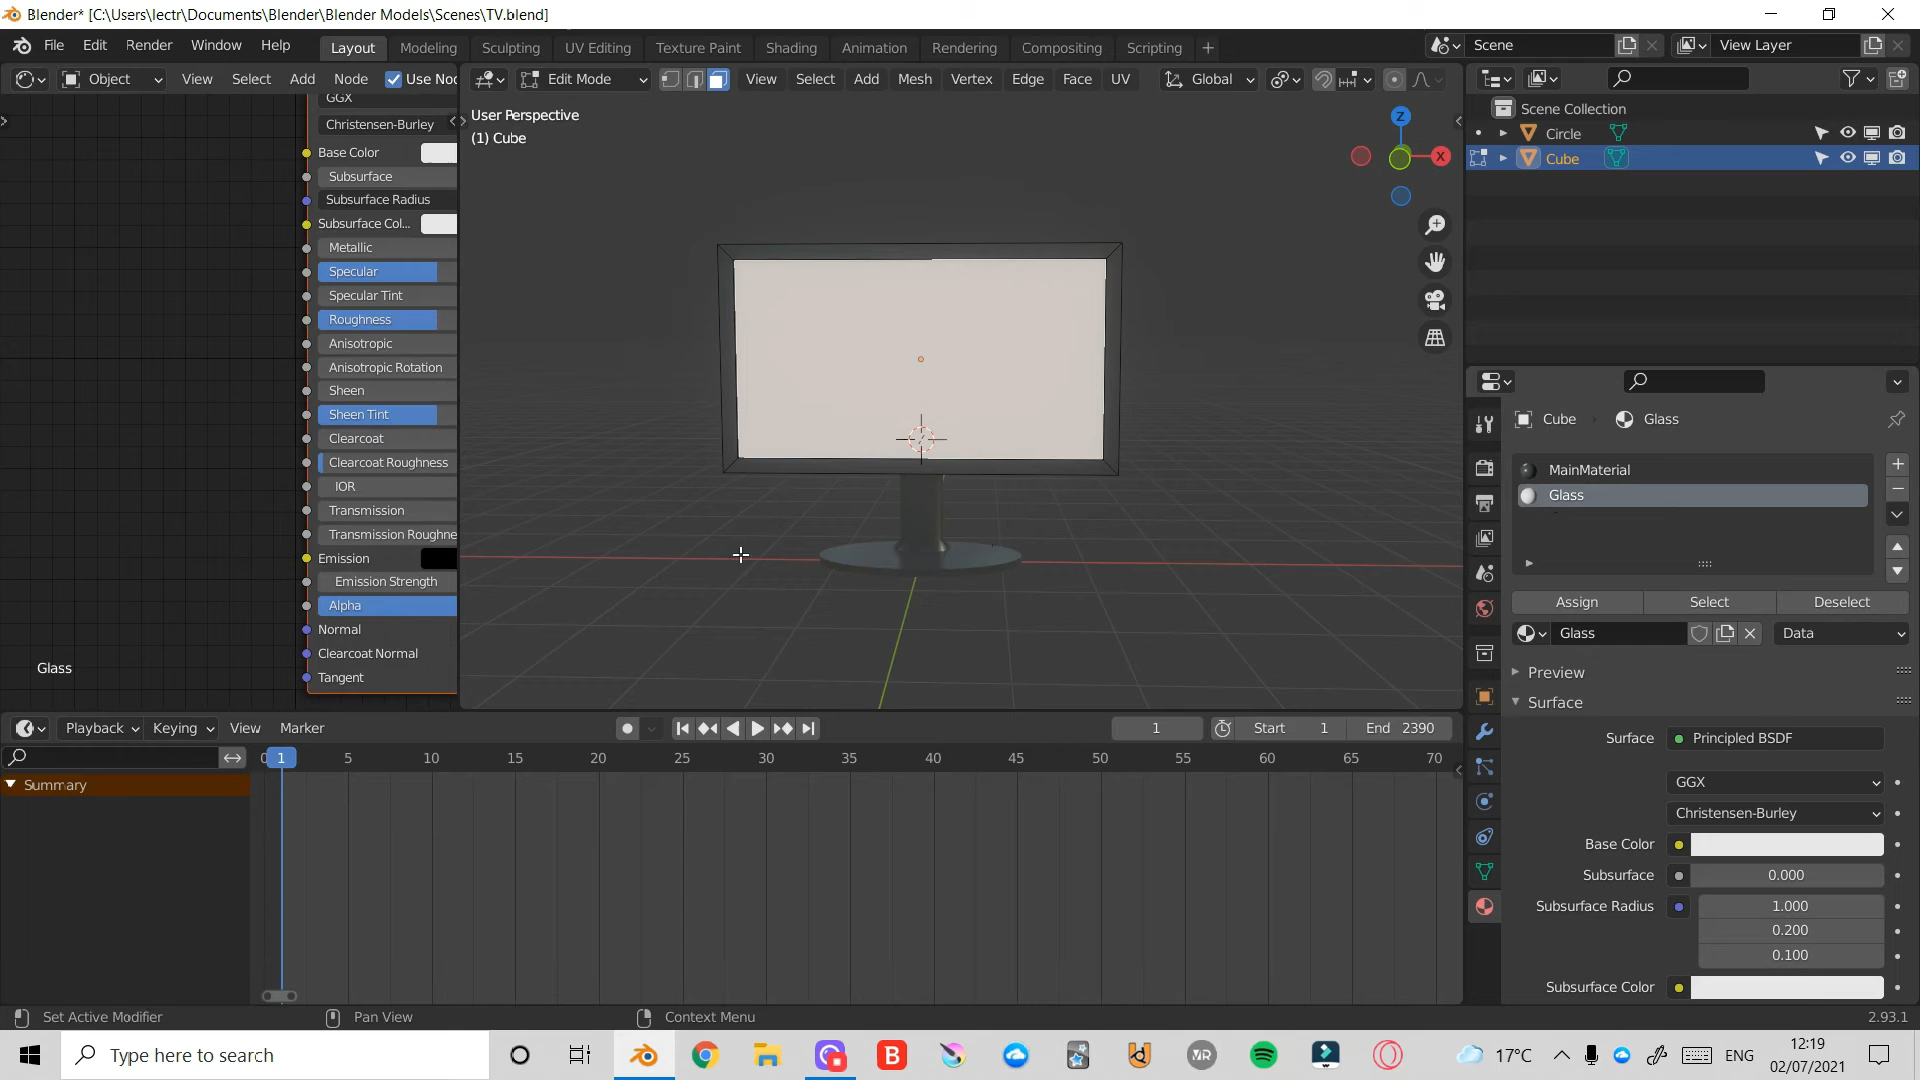 Blender* [C:\Users\lectr\Documents\Blender\Blender Models\Scenes\TV.blend]
File Edit Render Window Help Layout Modeling Sculpting UV Editing Texture Paint Shading Animation Rendering Compositing Scripting + Scene View Layer
Object View Select Add Node Use Noc Edit Mode View Select Add Mesh Vertex Edge Face UV Global
GGX
Christensen-Burley
Base Color
Subsurface
Subsurface Radius
Subsurface Col...
Metallic
Specular
Specular Tint
Roughness
Anisotropic
Anisotropic Rotation
Sheen
Sheen Tint
Clearcoat
Clearcoat Roughness
IOR
Transmission
Transmission Roughne
Emission
Emission Strength
Alpha
Normal
Clearcoat Normal
Tangent
Glass
User Perspective
(1) Cube
Z
X
Scene Collection
Circle
Cube
Cube Glass
MainMaterial
Glass
Assign Select Deselect
Glass Data
Preview
Surface
Surface Principled BSDF
GGX
Christensen-Burley
Base Color
Subsurface 0.000
Subsurface Radius 1.000
0.200
0.100
Subsurface Color
Playback Keying View Marker 1 Start 1 End 2390
0 1 5 10 15 20 25 30 35 40 45 50 55 60 65 70
Summary
Set Active Modifier Pan View Context Menu 2.93.1
Type here to search 17°C ENG 12:19
02/07/2021